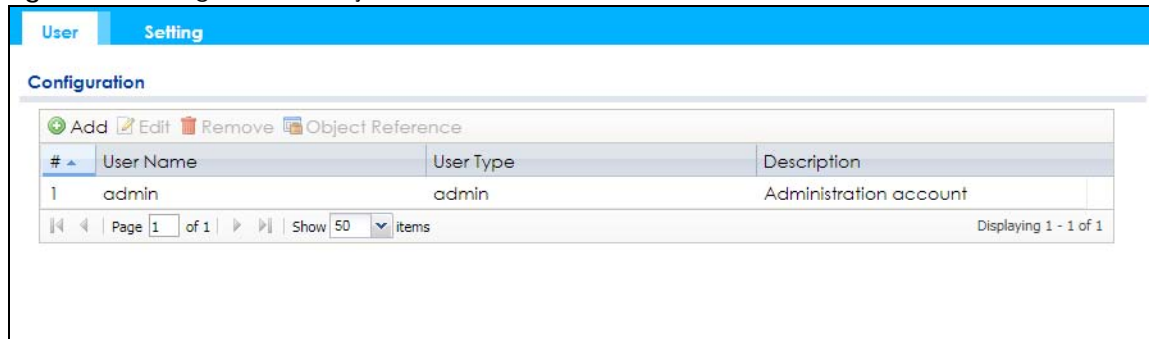 User Setting
Configuration
Add Edit Remove Object Reference
# User Name User Type Description
1 admin admin Administration account
Page 1 of 1 Show 50 items Displaying 1 - 1 of 1